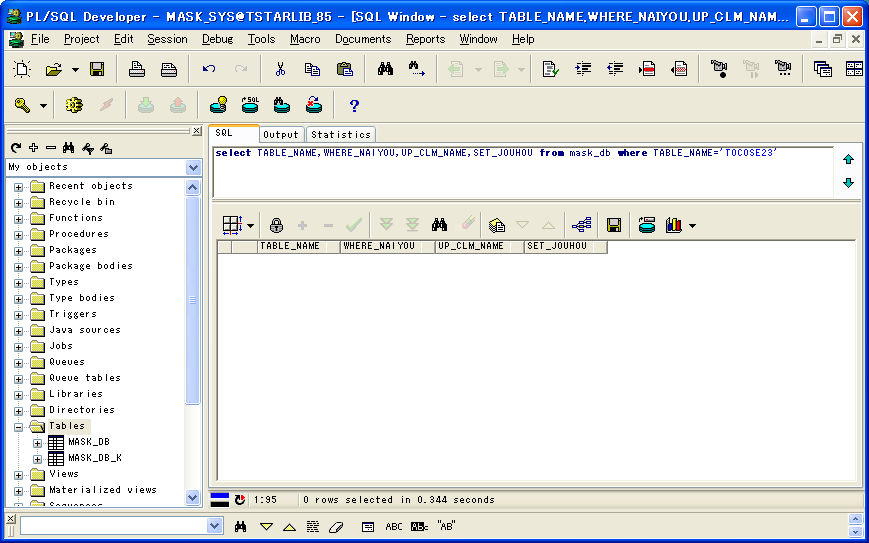 PL/SQL Developer - MASK_SYS@TSTARLIB_85 - [SQL Window - select TABLE_NAME,WHERE_NAIYOU,UP_CLM_NAM...
File Project Edit Session Debug Tools Macro Documents Reports Window Help
SQL
SQL Output Statistics
select TABLE_NAME,WHERE_NAIYOU,UP_CLM_NAME,SET_JOUHOU from mask_db where TABLE_NAME='TOCOSE23'
My objects
Recent objects
Recycle bin
Functions
Procedures
Packages
Package bodies
Types
Type bodies
Triggers
Java sources
Jobs
Queues
Queue tables
Libraries
Directories
Tables
MASK_DB
MASK_DB_K
Views
Materialized views
Sequences
TABLE_NAME WHERE_NAIYOU UP_CLM_NAME SET_JOUHOU
1:95 0 rows selected in 0.344 seconds
ABC "AB"